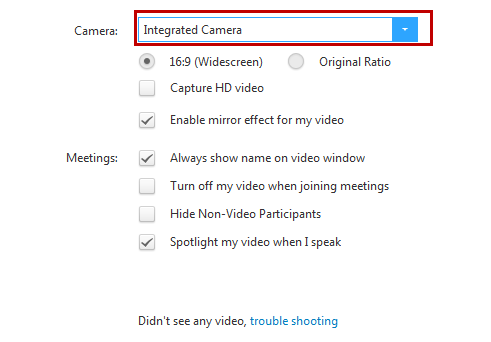 Camera: Integrated Camera
16:9 (Widescreen) Original Ratio
Capture HD video
Enable mirror effect for my video
Meetings: Always show name on video window
Turn off my video when joining meetings
Hide Non-Video Participants
Spotlight my video when I speak
Didn't see any video, trouble shooting